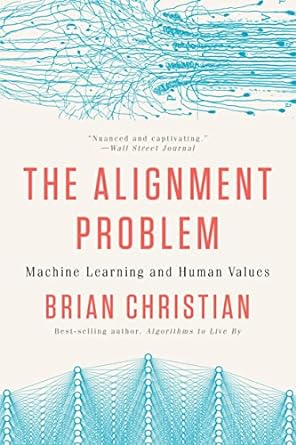 "Nuanced and captivating."
—Wall Street Journal
THE ALIGNMENT
PROBLEM
Machine Learning and Human Values
BRIAN CHRISTIAN
Best-selling author, Algorithms to Live By